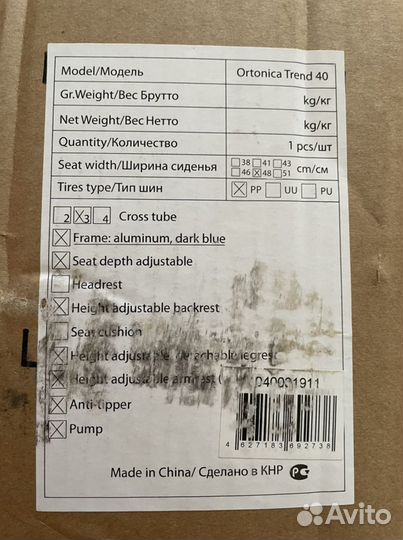 Model/Модель Ortonica Trend 40
Gr.Weight/Вес Брутто kg/кг
Net Weight/Вес Нетто kg/кг
Quantity/Количество 1 pcs/шт
Seat width/Ширина сиденья 38 41 43 cm/см
46 48 51
Tires type/Тип шин PP UU PU
2 3 4 Cross tube
Frame: aluminum, dark blue
Seat depth adjustable
Headrest
Height adjustable backrest
Seat cushion
Height adjustable, detachable legrest
Height adjustable armrest ( 040001911
Anti-tipper
Pump
4 627183 692738
Made in China/ Сделано в КНР
Avito